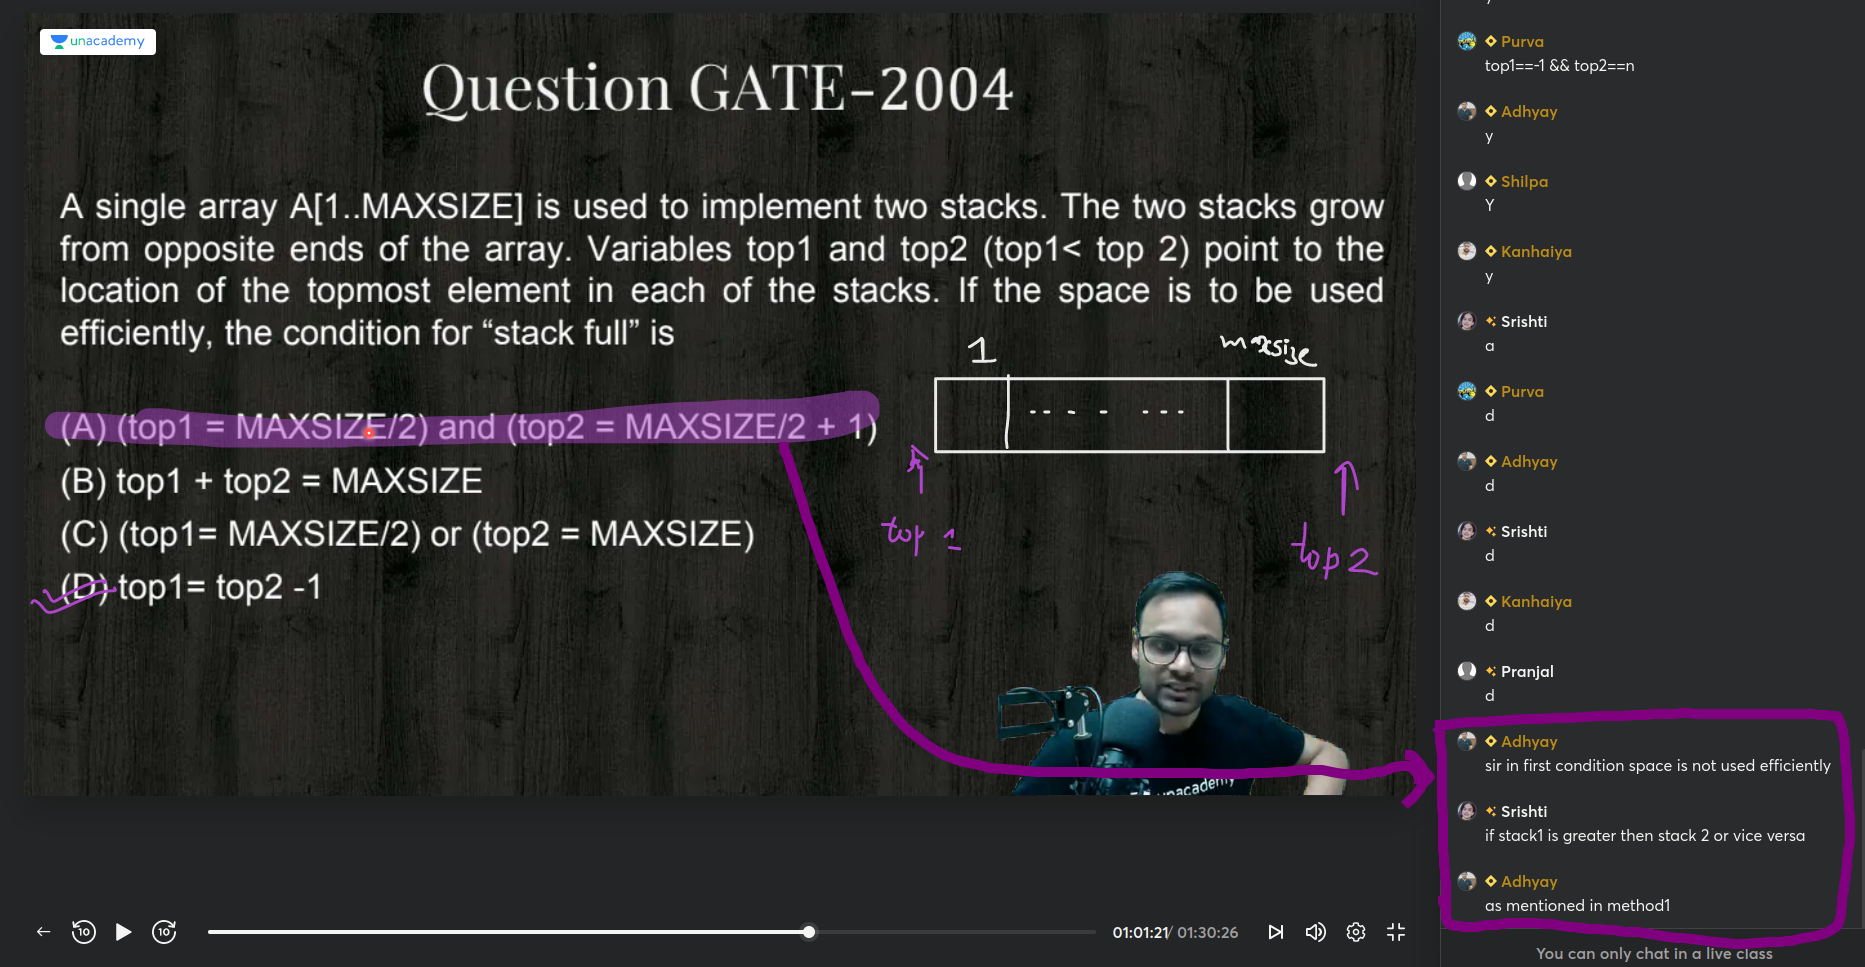 unacademy
Question GATE-2004
A single array A[1..MAXSIZE] is used to implement two stacks. The two stacks grow
from opposite ends of the array. Variables top1 and top2 (top1< top 2) point to the
location of the topmost element in each of the stacks. If the space is to be used
efficiently, the condition for “stack full” is
1
maxsize
(A) (top1 = MAXSIZE/2) and (top2 = MAXSIZE/2 + 1)
(B) top1 + top2 = MAXSIZE
(C) (top1= MAXSIZE/2) or (top2 = MAXSIZE)
(D) top1= top2 -1
top 1
top 2
unacademy
10
10
01:01:21/ 01:30:26
y
Purva
top1==-1 && top2==n
Adhyay
y
Shilpa
Y
Kanhaiya
y
Srishti
a
Purva
d
Adhyay
d
Srishti
d
Kanhaiya
d
Pranjal
d
Adhyay
sir in first condition space is not used efficiently
Srishti
if stack1 is greater then stack 2 or vice versa
Adhyay
as mentioned in method1
You can only chat in a live class